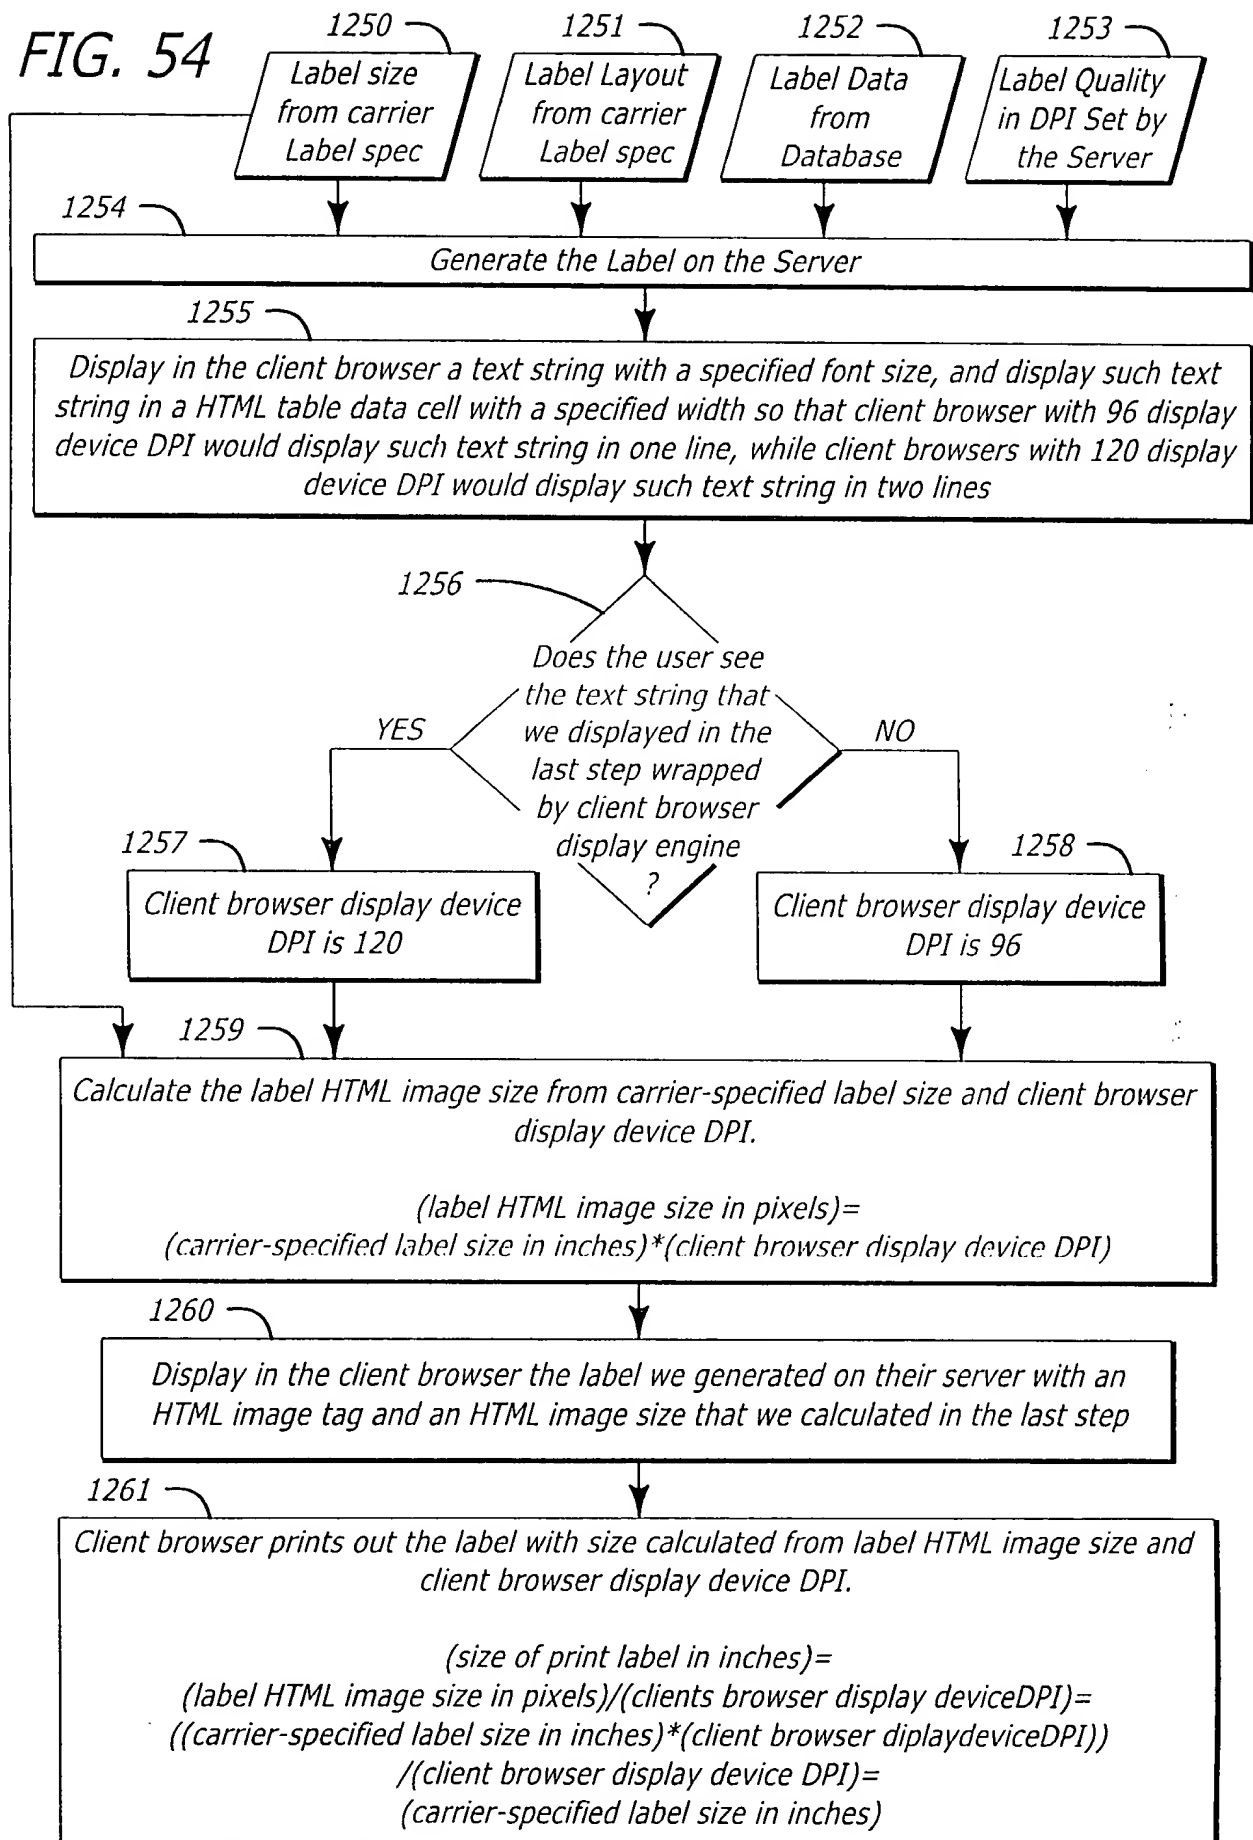 FIG. 54
1250
1251
1252
1253
Label size
from carrier
Label spec
Label Layout
from carrier
Label spec
Label Data
from
Database
Label Quality
in DPI Set by
the Server
1254
Generate the Label on the Server
1255
Display in the client browser a text string with a specified font size, and display such text
string in a HTML table data cell with a specified width so that client browser with 96 display
device DPI would display such text string in one line, while client browsers with 120 display
device DPI would display such text string in two lines
1256
Does the user see
the text string that
we displayed in the
last step wrapped
by client browser
display engine
?
YES
NO
1257
Client browser display device
DPI is 120
1258
Client browser display device
DPI is 96
1259
Calculate the label HTML image size from carrier-specified label size and client browser
display device DPI.
(label HTML image size in pixels)=
(carrier-specified label size in inches)*(client browser display device DPI)
1260
Display in the client browser the label we generated on their server with an
HTML image tag and an HTML image size that we calculated in the last step
1261
Client browser prints out the label with size calculated from label HTML image size and
client browser display device DPI.
(size of print label in inches)=
(label HTML image size in pixels)/(clients browser display deviceDPI)=
((carrier-specified label size in inches)*(client browser diplaydeviceDPI))
/(client browser display device DPI)=
(carrier-specified label size in inches)